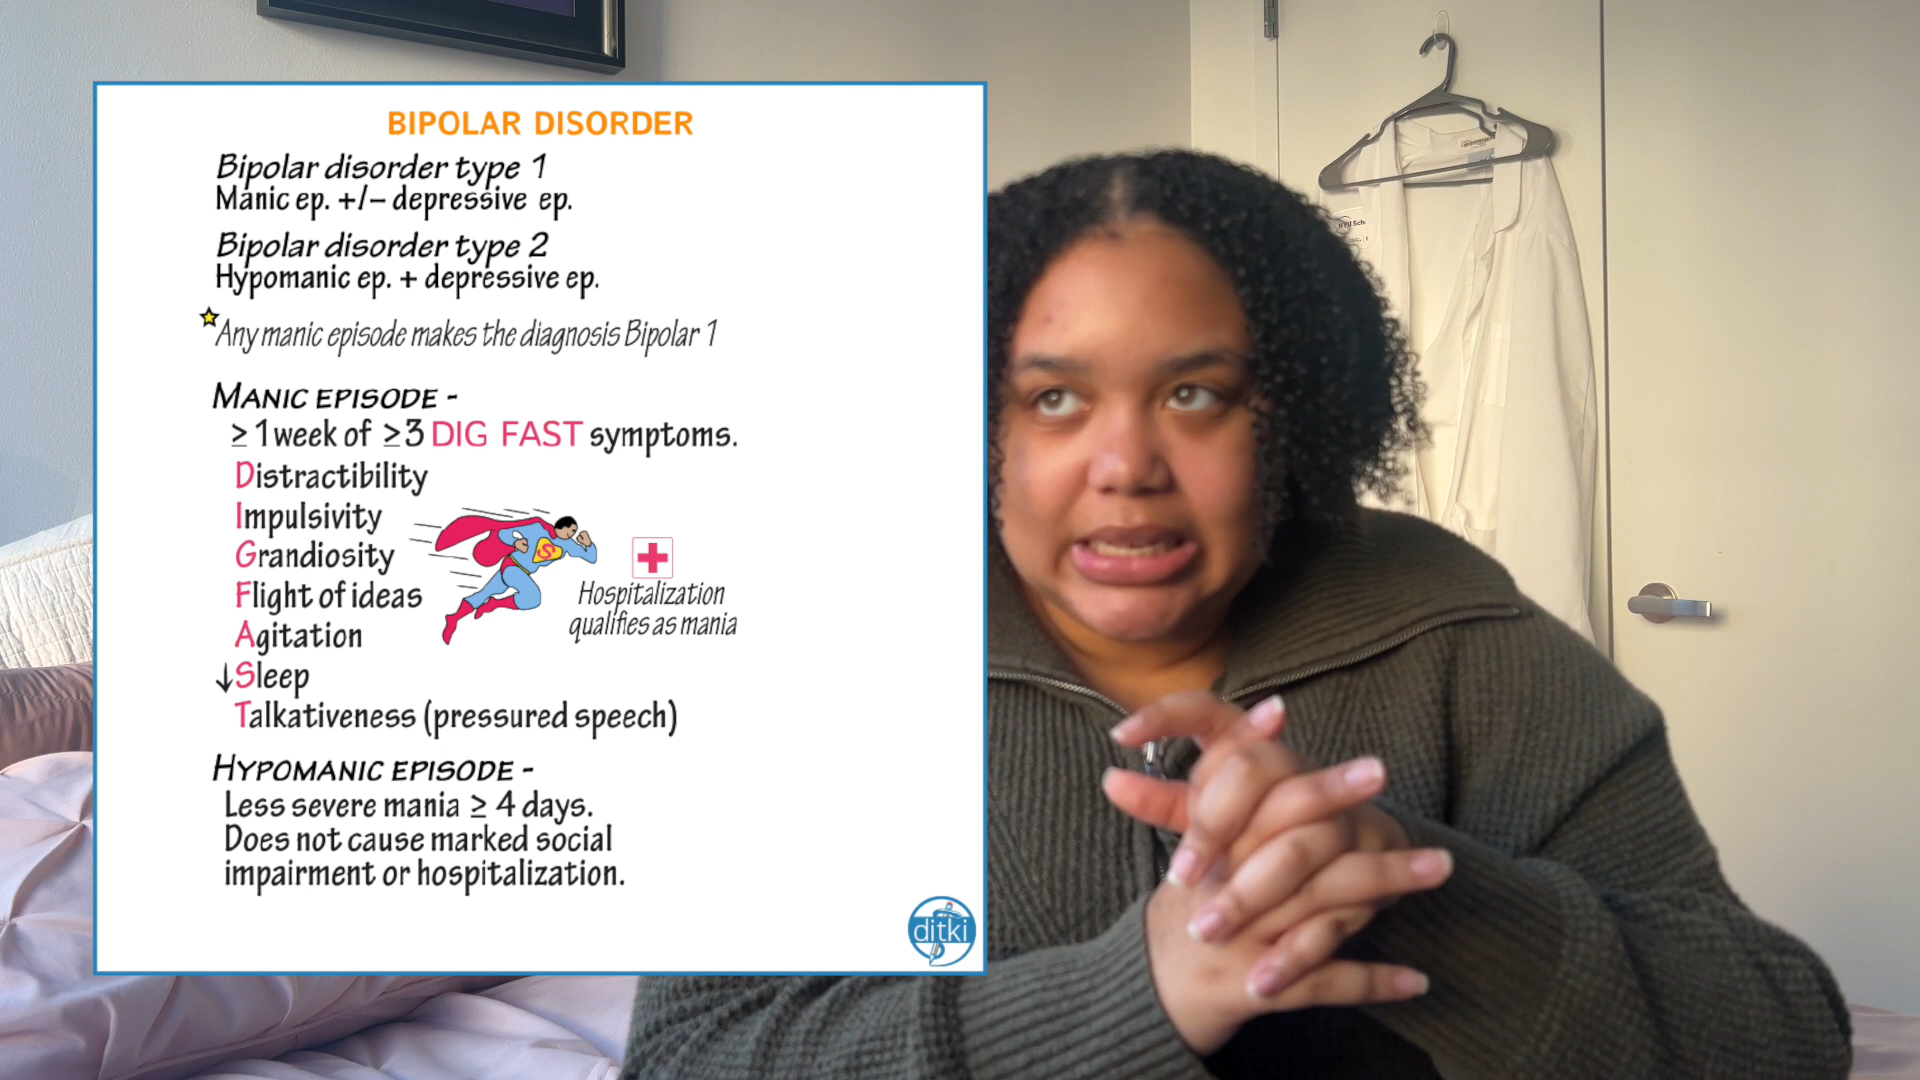 BIPOLAR DISORDER
Bipolar disorder type 1
Manic ep. +/– depressive ep.
Bipolar disorder type 2
Hypomanic ep. + depressive ep.
Any manic episode makes the diagnosis Bipolar 1
MANIC EPISODE -
≥ 1 week of ≥3 DIG FAST symptoms.
Distractibility
Impulsivity
Grandiosity
Flight of ideas
Agitation
↓Sleep
Talkativeness (pressured speech)
S
Hospitalization
qualifies as mania
HYPOMANIC EPISODE -
Less severe mania ≥ 4 days.
Does not cause marked social
impairment or hospitalization.
ditki